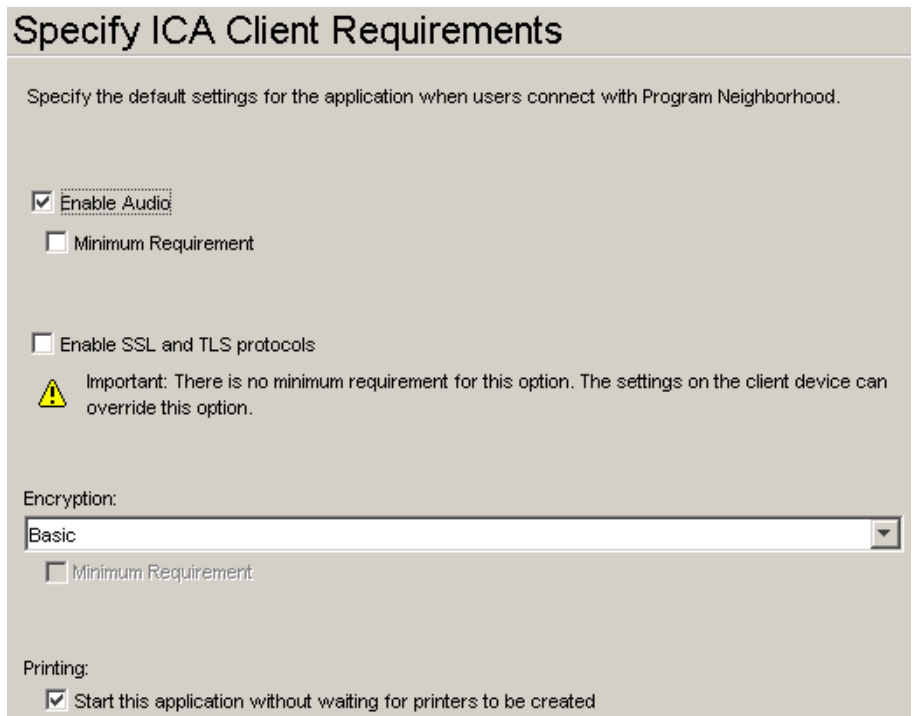 Specify ICA Client Requirements
Specify the default settings for the application when users connect with Program Neighborhood.
Enable Audio
Minimum Requirement
Enable SSL and TLS protocols
Important: There is no minimum requirement for this option. The settings on the client device can
override this option.
Encryption:
Basic
Minimum Requirement
Printing:
Start this application without waiting for printers to be created